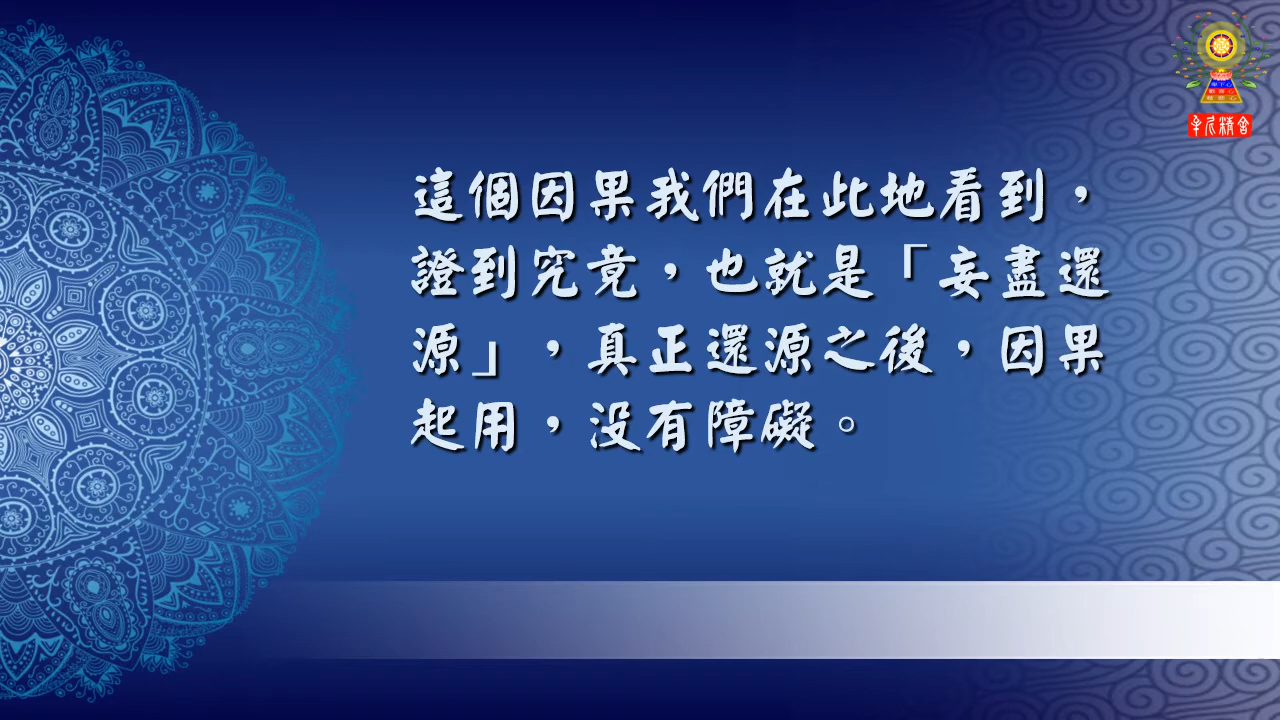 這個因果我們在此地看到，
證到究竟，也就是「妄盡還
源」，真正還源之後，因果
起用，没有障礙。